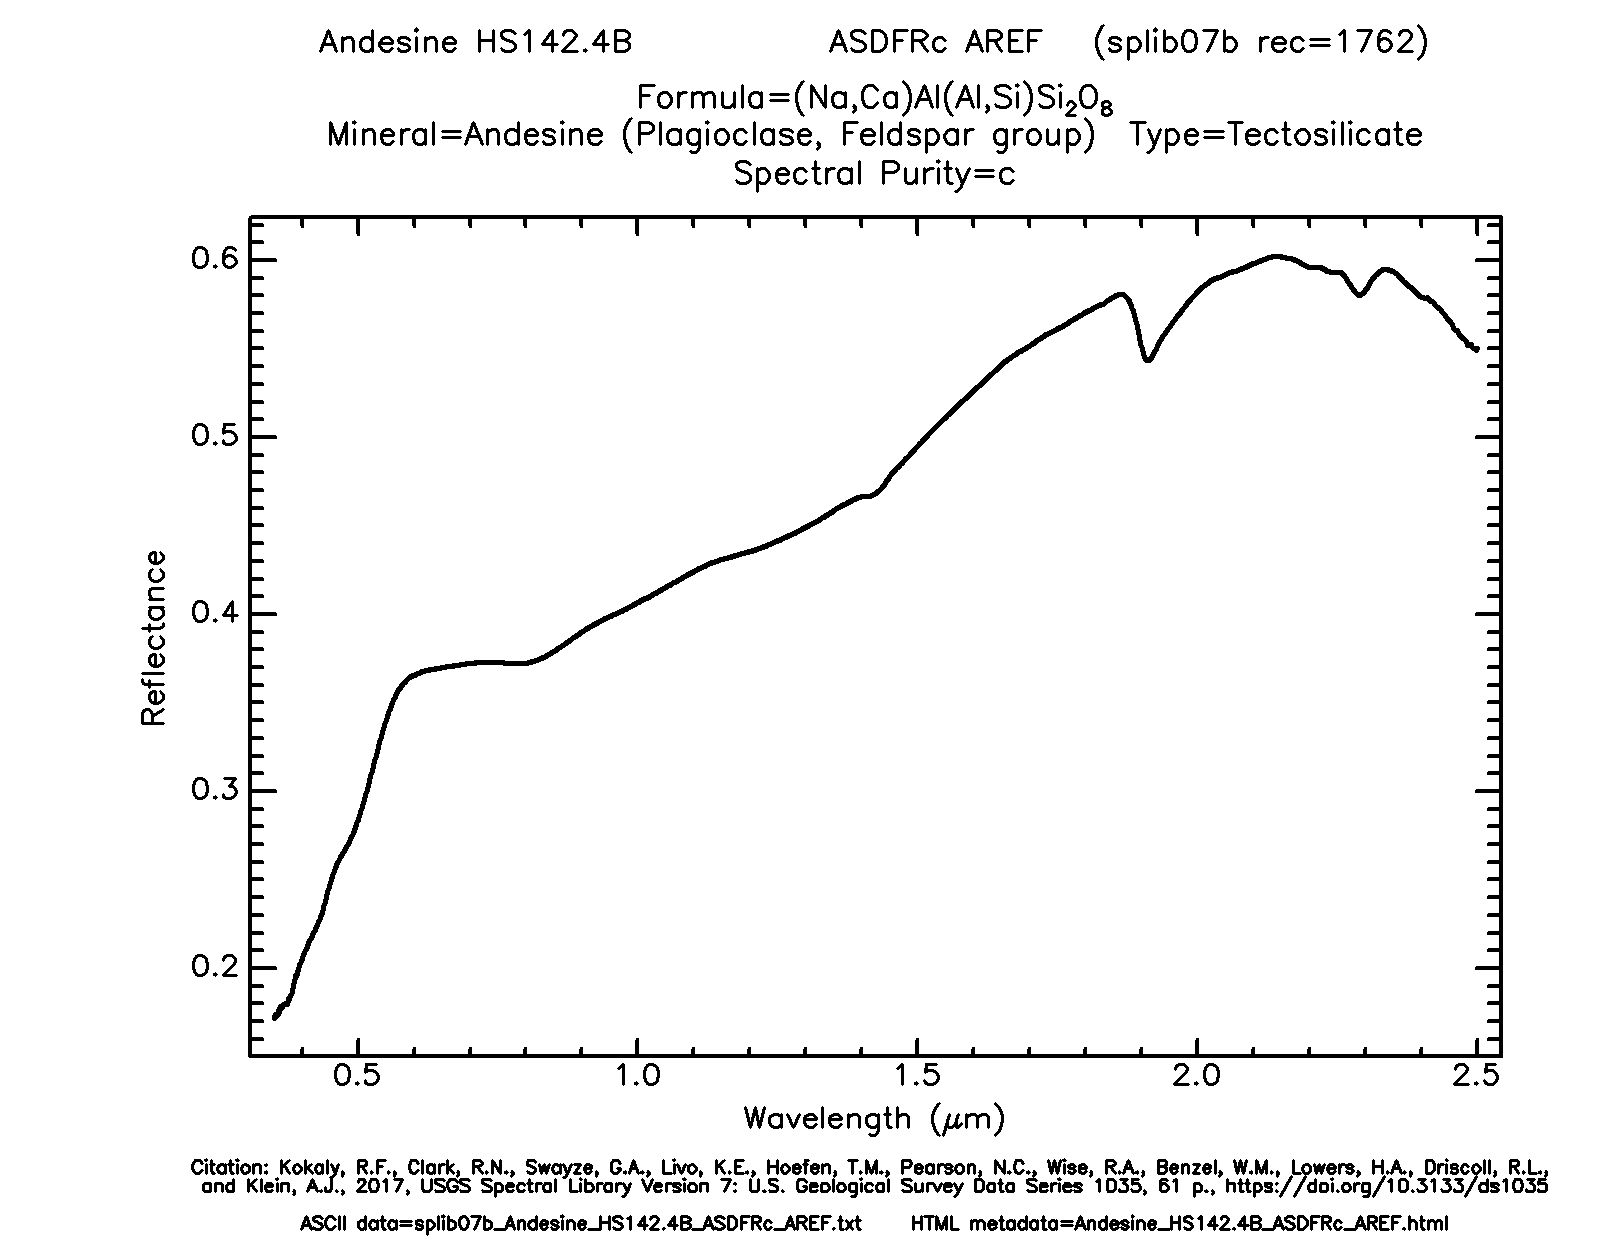 Andesine HS142.4B ASDFRc AREF (splib07b rec=1762)
Formula=(Na,Ca)Al(Al,Si)Si₂O₈
Mineral=Andesine (Plagioclase, Feldspar group) Type=Tectosilicate
Spectral Purity=c
0.6
0.5
0.4
0.3
0.2
Reflectance
0.5 1.0 1.5 2.0 2.5
Wavelength (μm)
Citation: Kokaly, R.F., Clark, R.N., Swayze, G.A., Livo, K.E., Hoefen, T.M., Pearson, N.C., Wise, R.A., Benzel, W.M., Lowers, H.A., Driscoll, R.L.,
and Klein, A.J., 2017, USGS Spectral Library Version 7: U.S. Geological Survey Data Series 1035, 61 p., https://doi.org/10.3133/ds1035
ASCII data=splib07b_Andesine_HS142.4B_ASDFRc_AREF.txt HTML metadata=Andesine_HS142.4B_ASDFRc_AREF.html